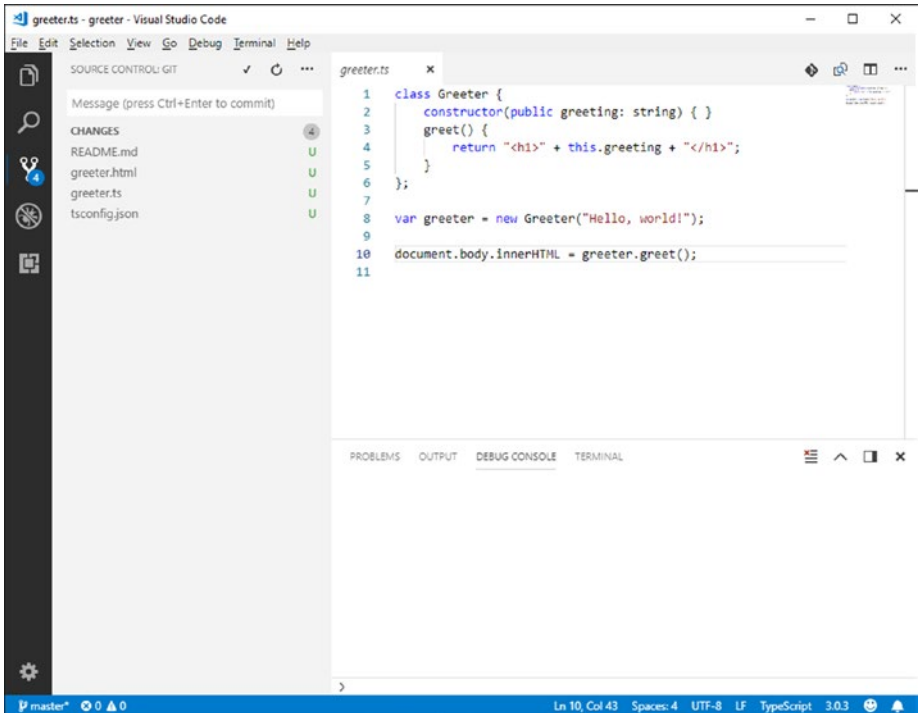 greeter.ts - greeter - Visual Studio Code
File Edit Selection View Go Debug Terminal Help
SOURCE CONTROL: GIT
Message (press Ctrl+Enter to commit)
CHANGES 4
README.md U
greeter.html U
greeter.ts U
tsconfig.json U
4
greeter.ts
1 class Greeter {
2 constructor(public greeting: string) { }
3 greet() {
4 return "<h1>" + this.greeting + "</h1>";
5 }
6 };
7
8 var greeter = new Greeter("Hello, world!");
9
10 document.body.innerHTML = greeter.greet();
11
PROBLEMS OUTPUT DEBUG CONSOLE TERMINAL
master* 0 0 Ln 10, Col 43 Spaces: 4 UTF-8 LF TypeScript 3.0.3